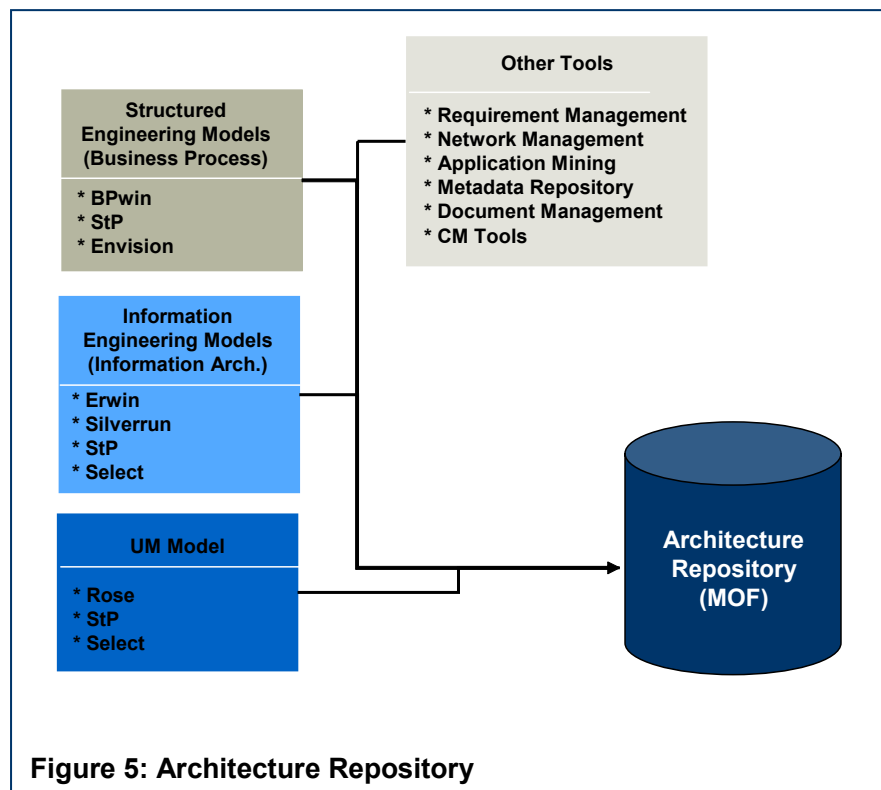 Structured
Engineering Models
(Business Process)
* BPwin
* StP
* Envision
Other Tools
* Requirement Management
* Network Management
* Application Mining
* Metadata Repository
* Document Management
* CM Tools
Information
Engineering Models
(Information Arch.)
* Erwin
* Silverrun
* StP
* Select
UM Model
* Rose
* StP
* Select
Architecture
Repository
(MOF)
Figure 5: Architecture Repository